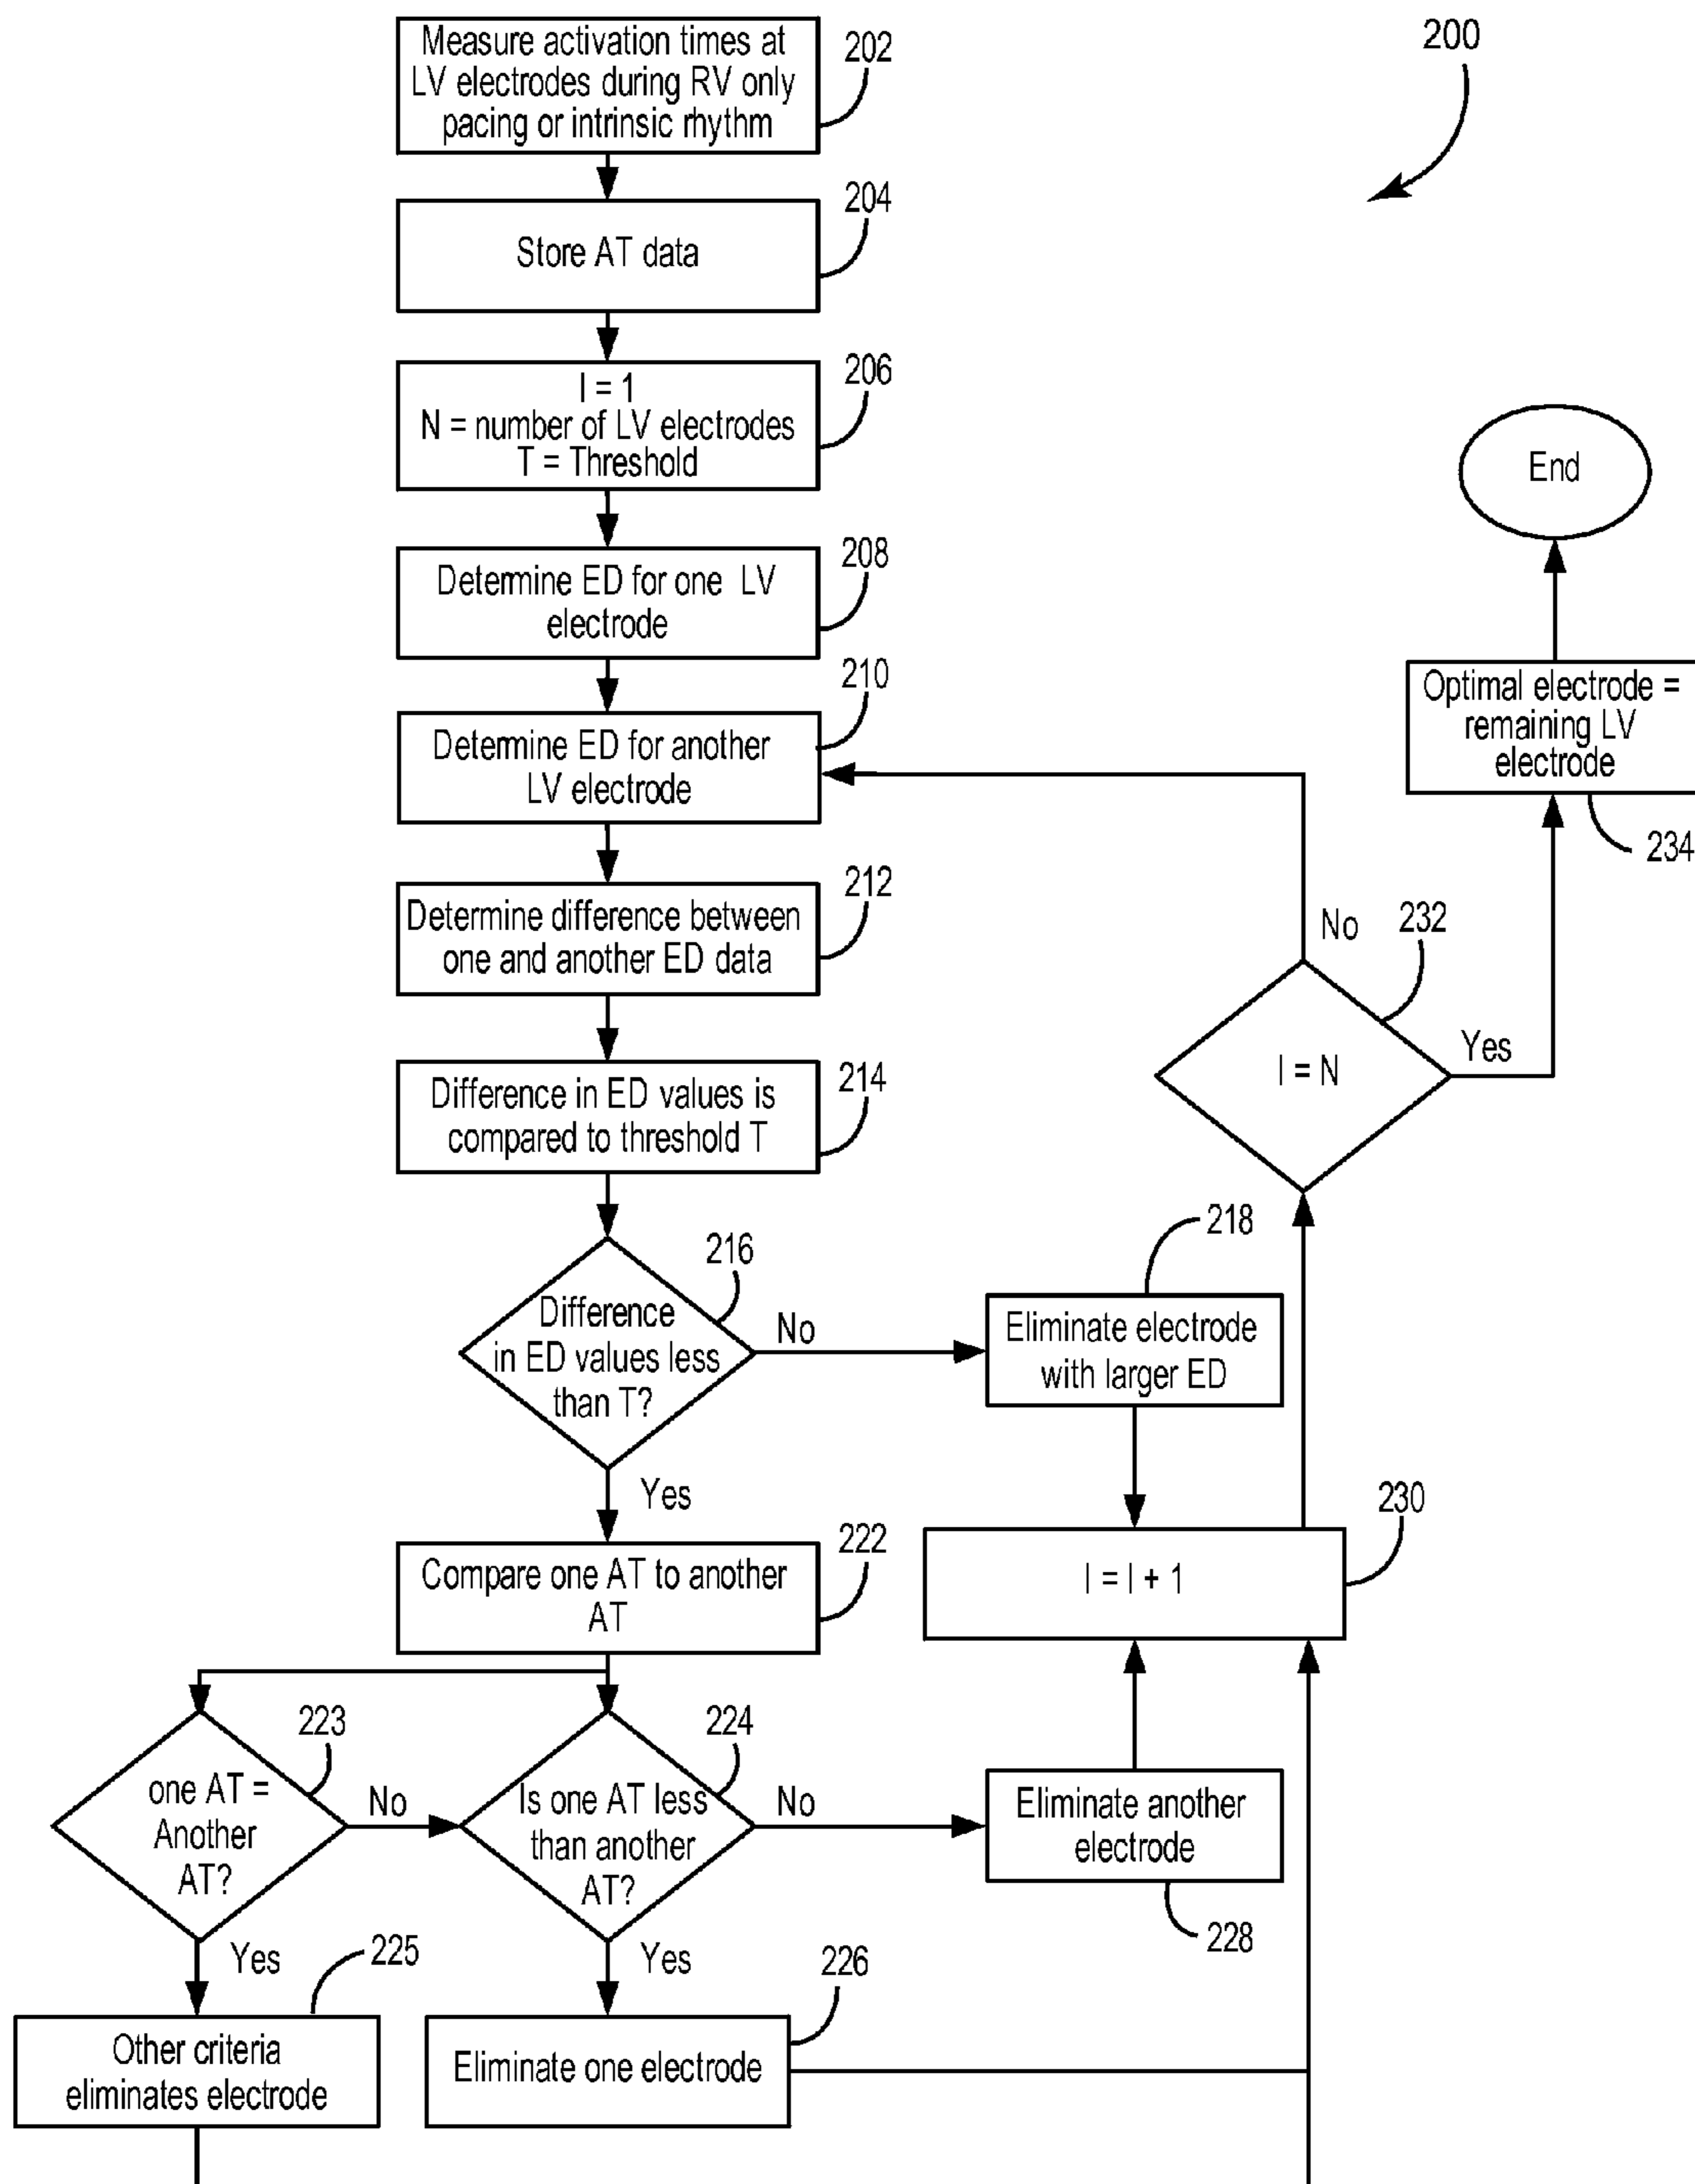 200
Measure activation times at
LV electrodes during RV only
pacing or intrinsic rhythm
202
Store AT data
204
I = 1
N = number of LV electrodes
T = Threshold
206
Determine ED for one LV
electrode
208
Determine ED for another
LV electrode
210
Determine difference between
one and another ED data
212
Difference in ED values is
compared to threshold T
214
Difference
in ED values less
than T?
216
No
Yes
Eliminate electrode
with larger ED
218
Compare one AT to another
AT
222
one AT =
Another
AT?
223
No
Yes
Is one AT less
than another
AT?
224
No
Yes
Other criteria
eliminates electrode
225
Eliminate one electrode
226
Eliminate another
electrode
228
I = I + 1
230
I = N
232
No
Yes
Optimal electrode =
remaining LV
electrode
234
End